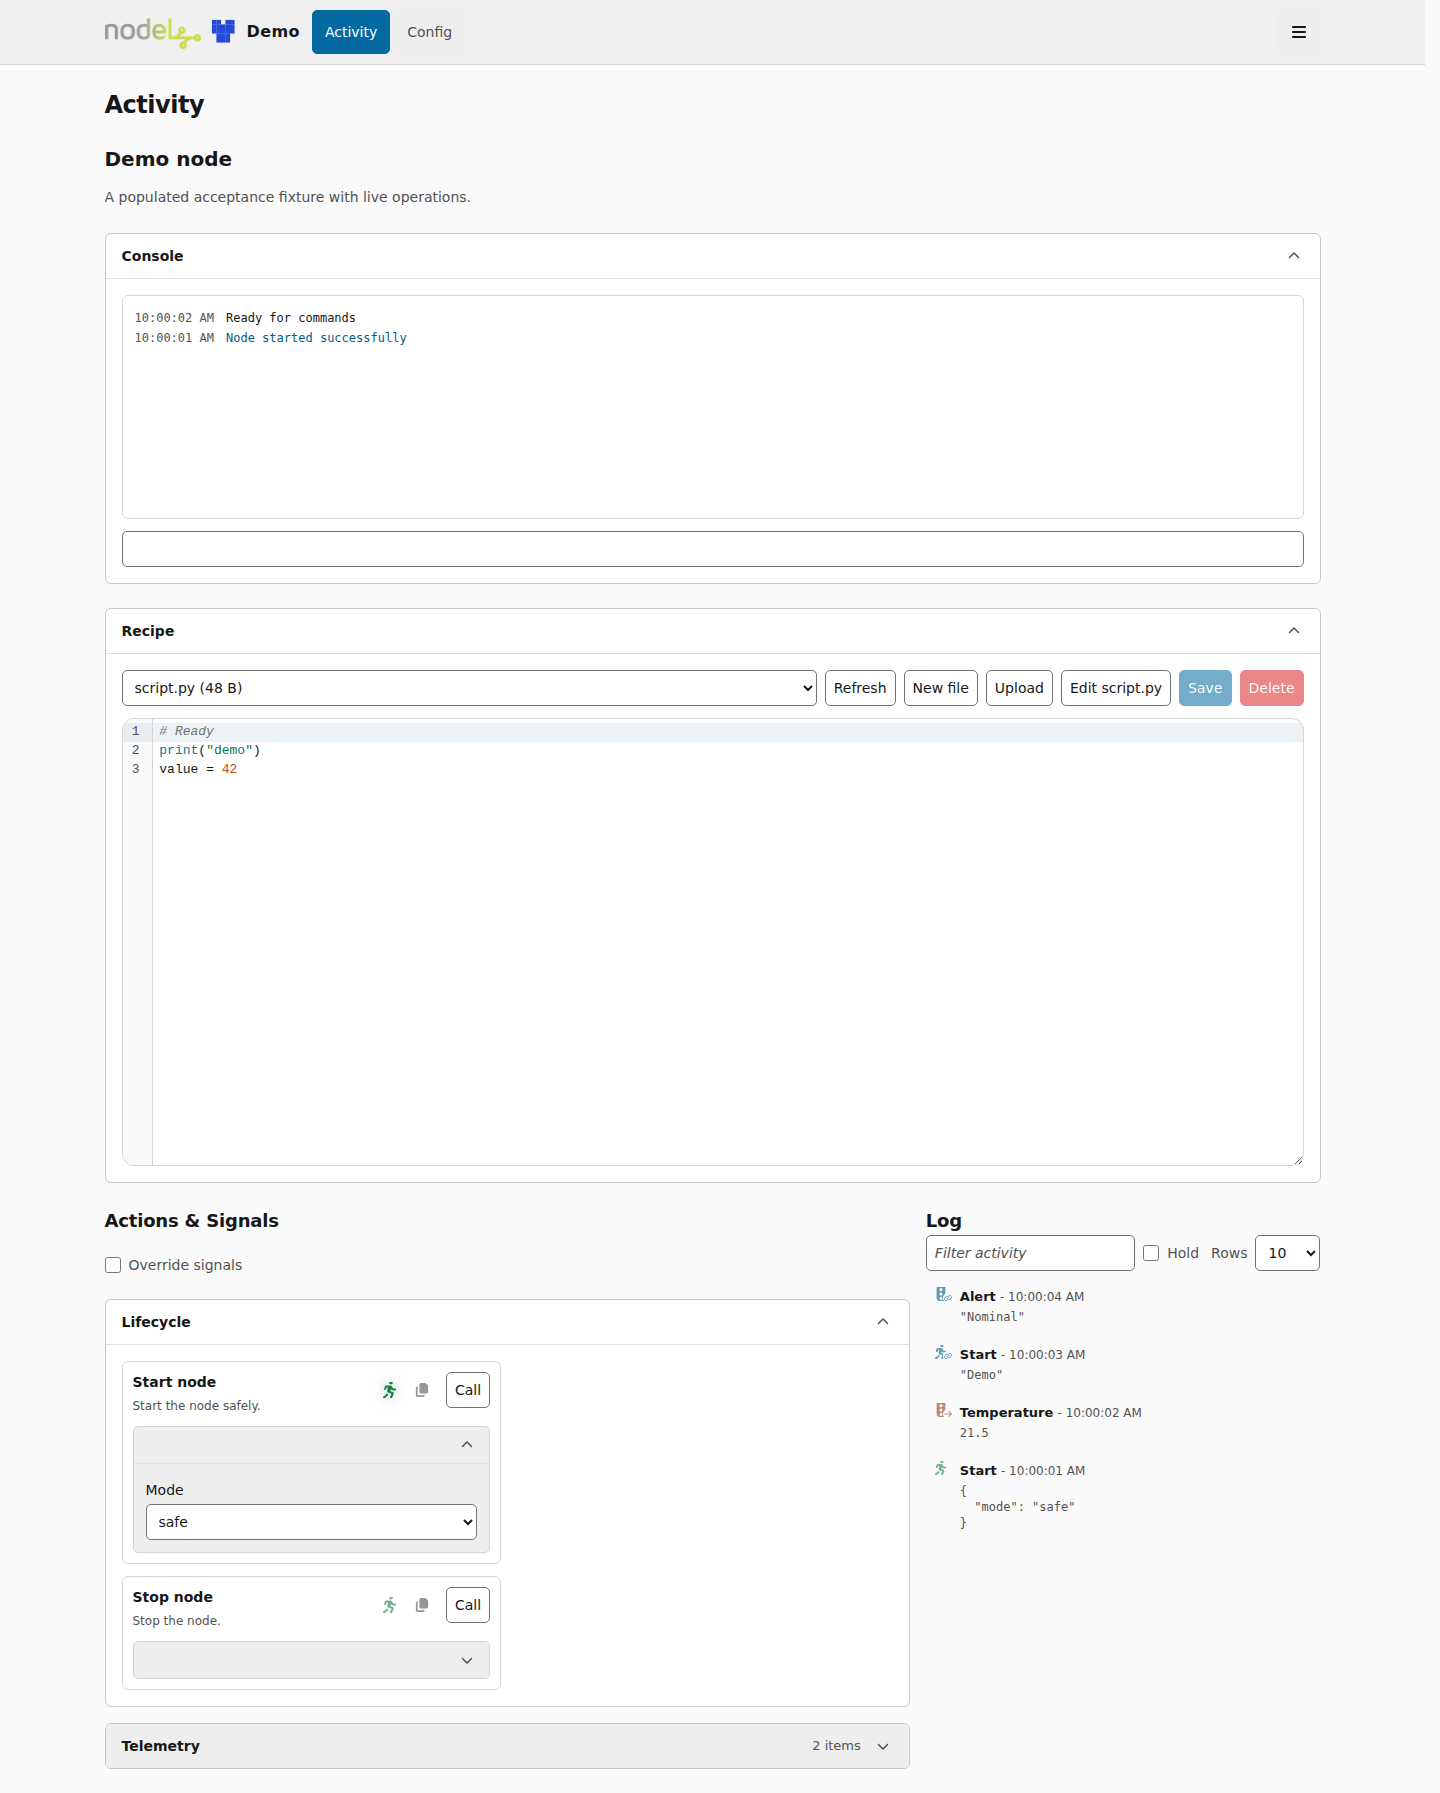 nodel Demo Activity Config
Activity
Demo node
A populated acceptance fixture with live operations.
Console
10:00:02 AM Ready for commands
10:00:01 AM Node started successfully
Recipe
script.py (48 B) Refresh New file Upload Edit script.py Save Delete
1 # Ready
2 print("demo")
3 value = 42
Actions & Signals
Override signals
Lifecycle
Start node Call
Start the node safely.
Mode
safe
Stop node Call
Stop the node.
Telemetry 2 items
Log
Filter activity Hold Rows 10
Alert - 10:00:04 AM
"Nominal"
Start - 10:00:03 AM
"Demo"
Temperature - 10:00:02 AM
21.5
Start - 10:00:01 AM
{
"mode": "safe"
}